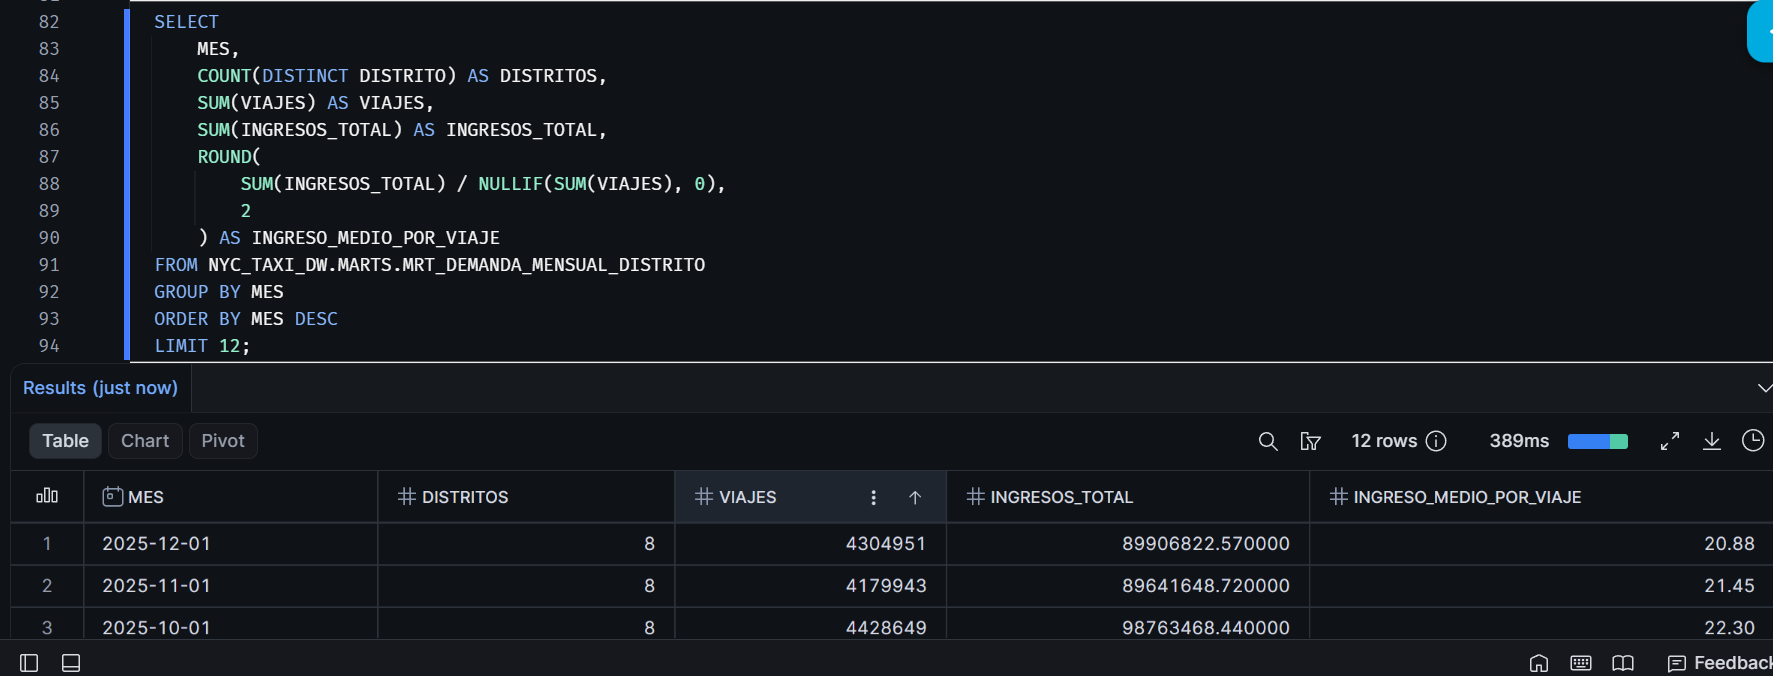 82 SELECT
83 MES,
84 COUNT(DISTINCT DISTRITO) AS DISTRITOS,
85 SUM(VIAJES) AS VIAJES,
86 SUM(INGRESOS_TOTAL) AS INGRESOS_TOTAL,
87 ROUND(
88 SUM(INGRESOS_TOTAL) / NULLIF(SUM(VIAJES), 0),
89 2
90 ) AS INGRESO_MEDIO_POR_VIAJE
91 FROM NYC_TAXI_DW.MARTS.MRT_DEMANDA_MENSUAL_DISTRITO
92 GROUP BY MES
93 ORDER BY MES DESC
94 LIMIT 12;
Results (just now)
Table Chart Pivot 12 rows 389ms
MES DISTRITOS VIAJES INGRESOS_TOTAL INGRESO_MEDIO_POR_VIAJE
1 2025-12-01 8 4304951 89906822.570000 20.88
2 2025-11-01 8 4179943 89641648.720000 21.45
3 2025-10-01 8 4428649 98763468.440000 22.30
Feedback